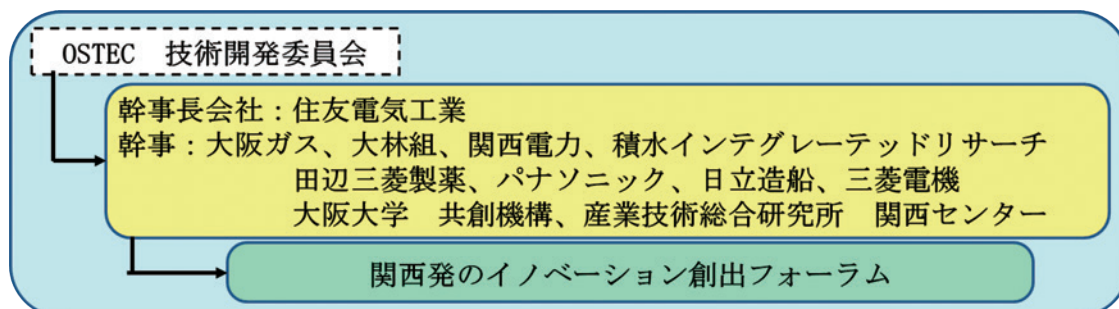 OSTEC 技術開発委員会
幹事長会社：住友電気工業
幹事：大阪ガス、大林組、関西電力、積水インテグレーテッドリサーチ
田辺三菱製薬、パナソニック、日立造船、三菱電機
大阪大学 共創機構、産業技術総合研究所 関西センター
関西発のイノベーション創出フォーラム